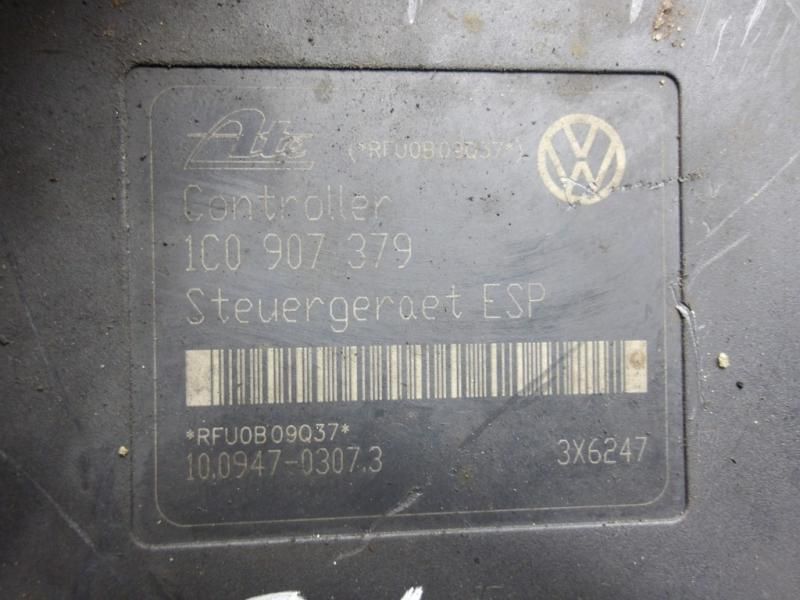 Ate (*RFU0B09Q37*)
Controller
1C0 907 379
Steuergeraet ESP
*RFU0B09Q37*
10.0947-0307.3 3X6247